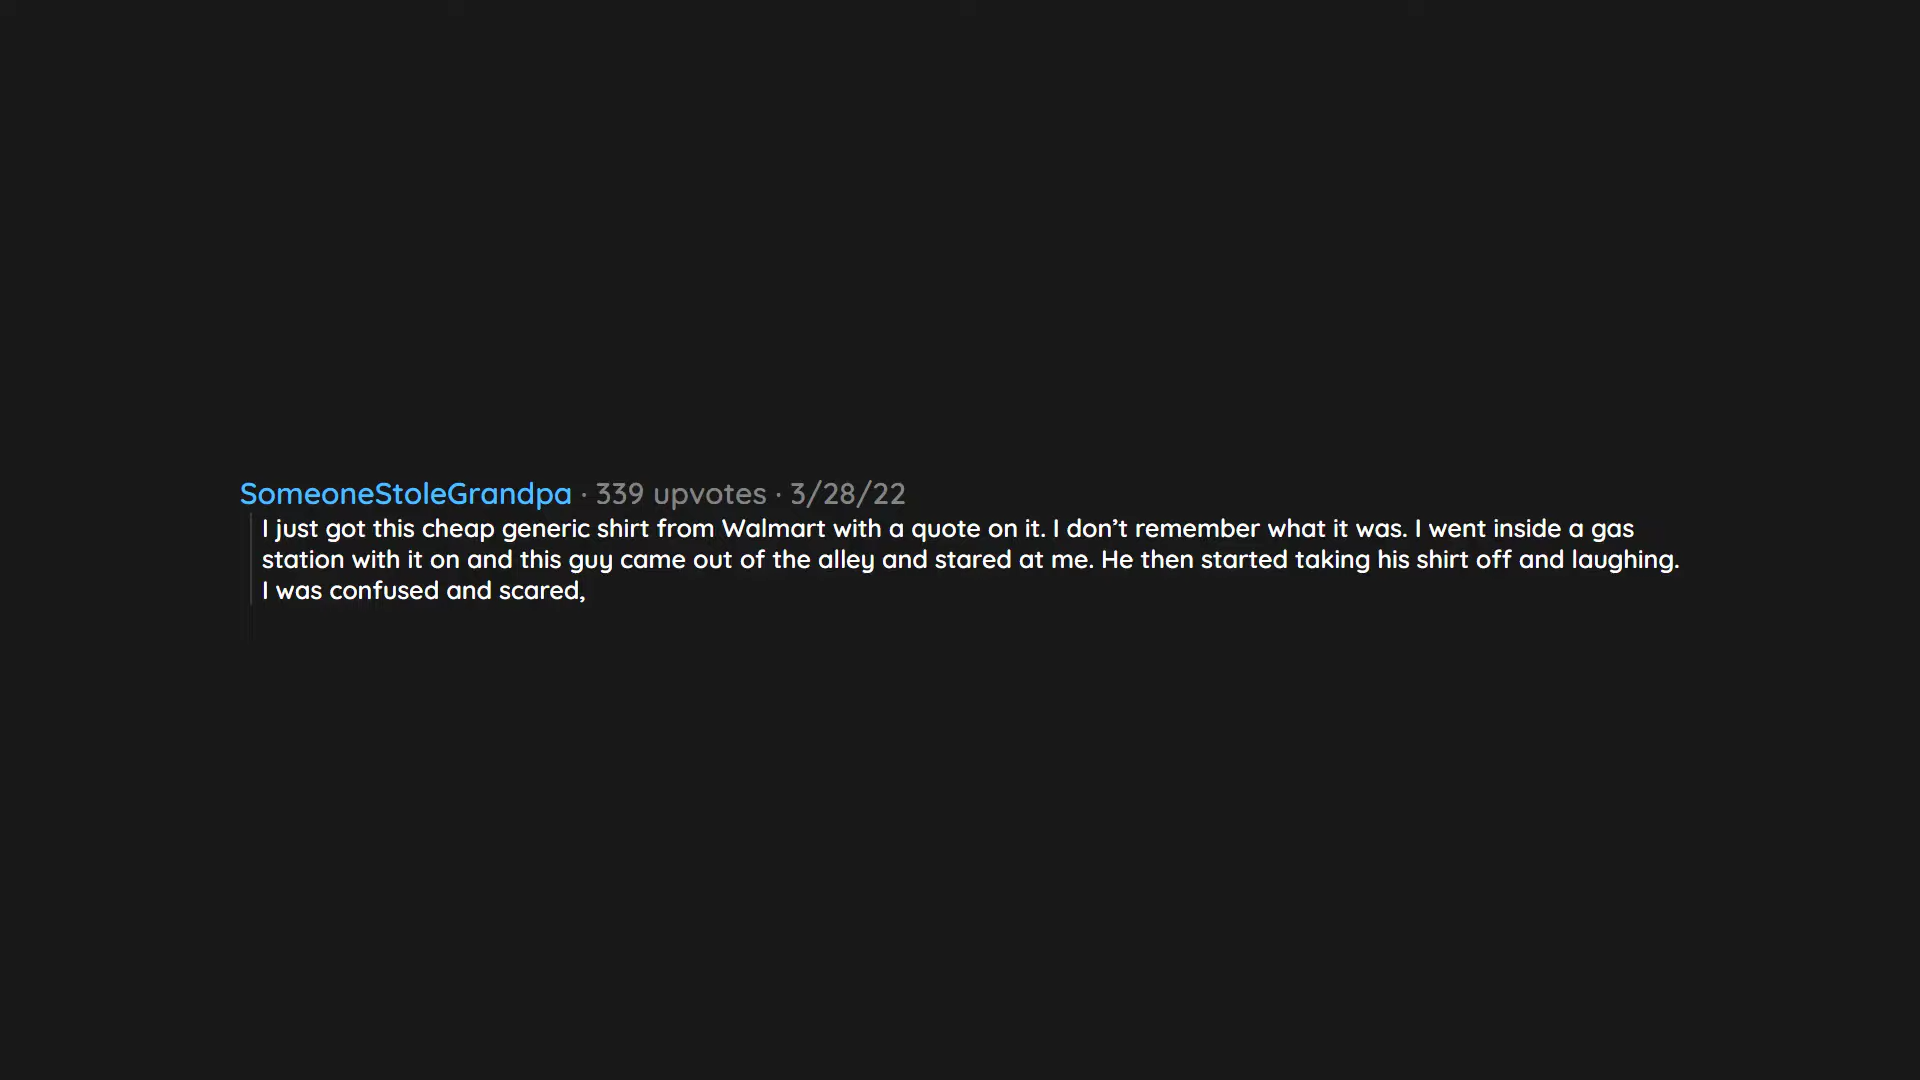 SomeoneStoleGrandpa · 339 upvotes · 3/28/22
I just got this cheap generic shirt from Walmart with a quote on it. I don’t remember what it was. I went inside a gas
station with it on and this guy came out of the alley and stared at me. He then started taking his shirt off and laughing.
I was confused and scared,